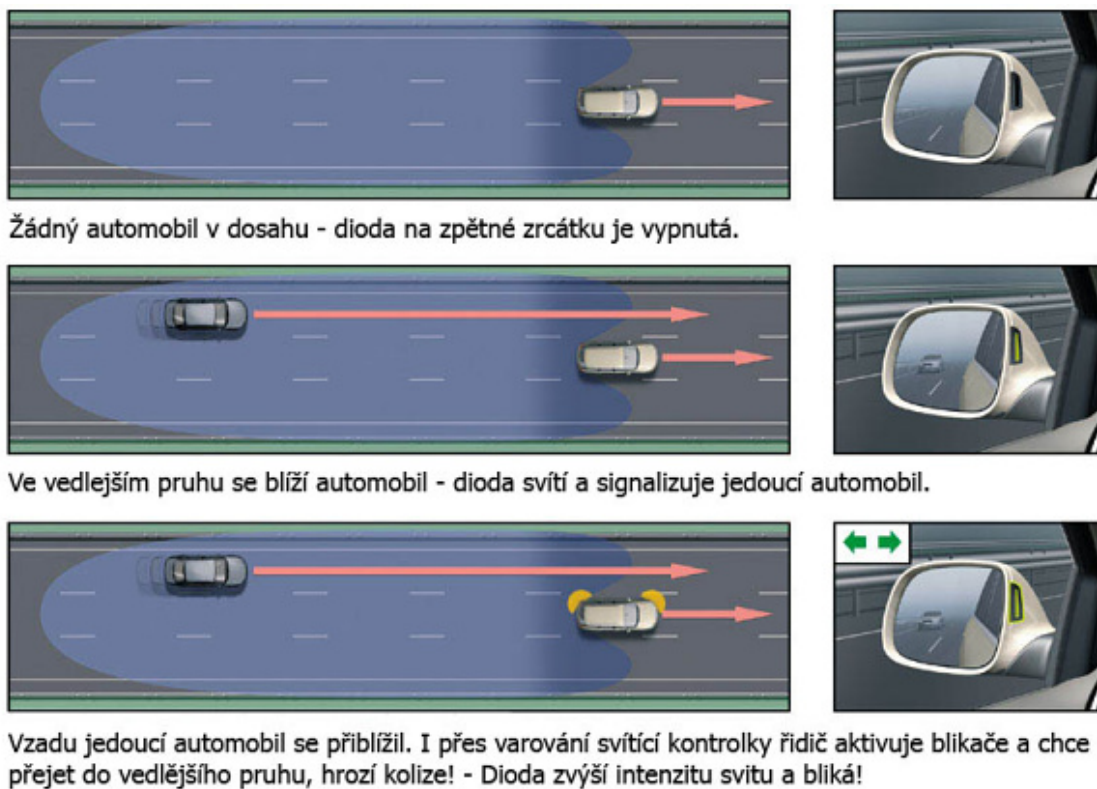 Žádný automobil v dosahu - dioda na zpětné zrcátku je vypnutá.
Ve vedlejším pruhu se blíží automobil - dioda svítí a signalizuje jedoucí automobil.
Vzadu jedoucí automobil se přiblížil. I přes varování svítící kontrolky řidič aktivuje blikače a chce
přejet do vedlějšího pruhu, hrozí kolize! - Dioda zvýší intenzitu svitu a bliká!